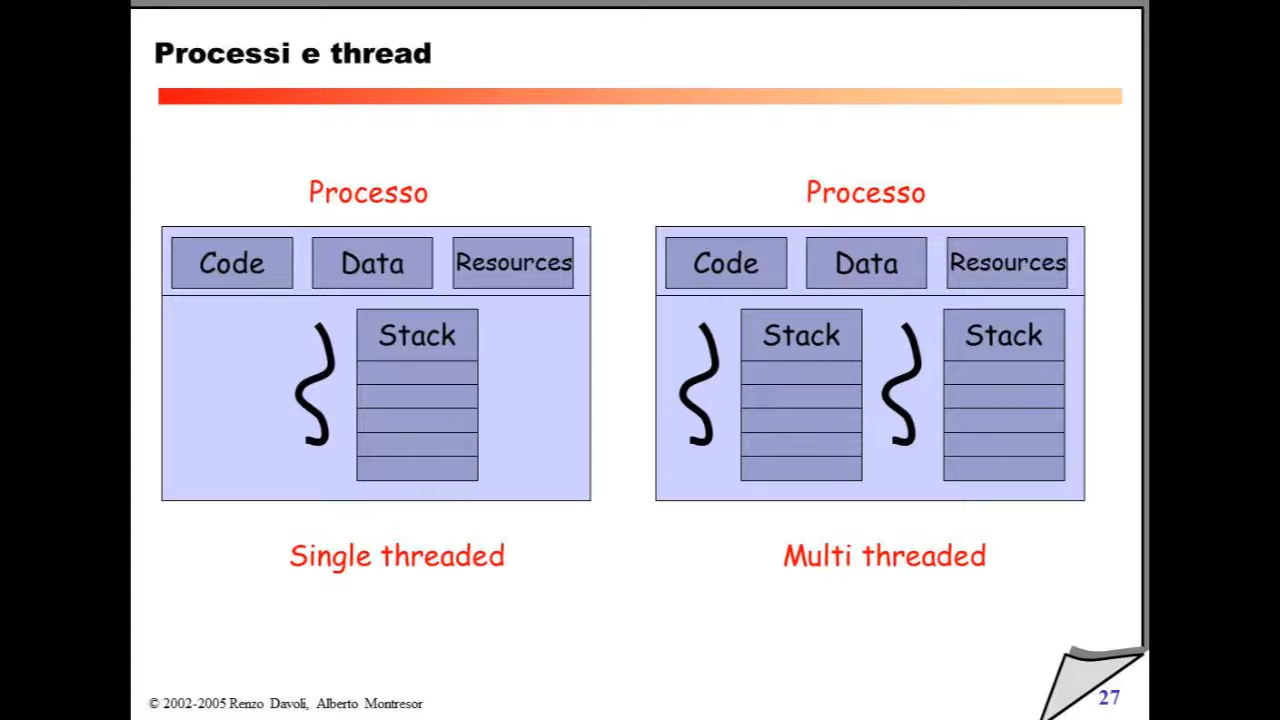 Processi e thread
Processo
Processo
Code
Data
Resources
Code
Data
Resources
Stack
Stack
Stack
Single threaded
Multi threaded
© 2002-2005 Renzo Davoli, Alberto Montresor
27